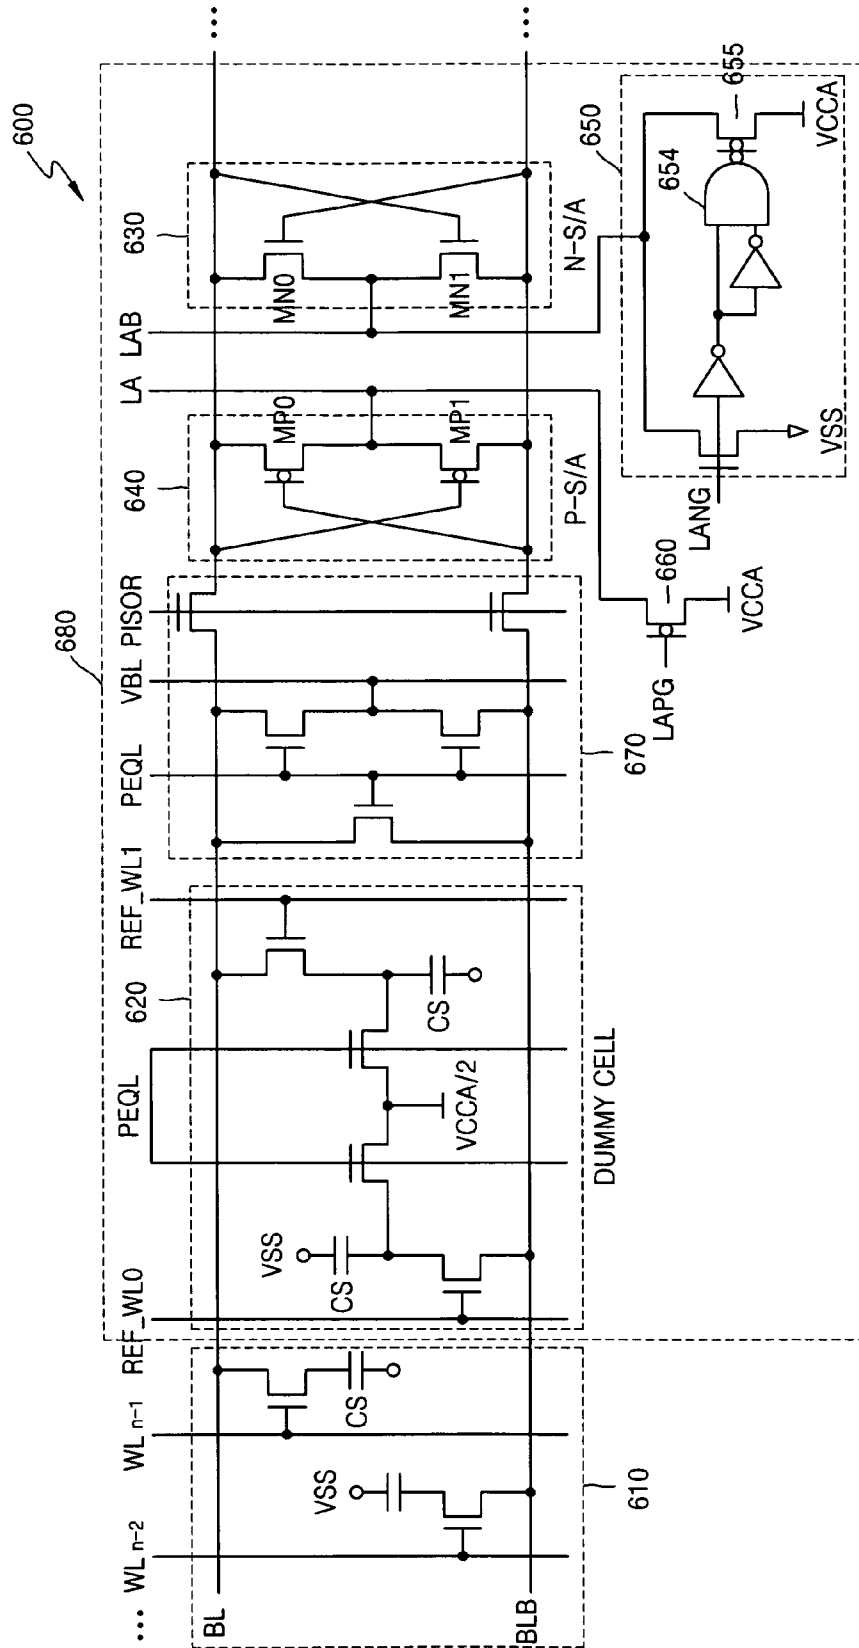 600
680
... WL n-2
WL n-1
REF_WL0
PEQL
REF_WL1
PEQL
VBL
PISOR
LA
LAB
620
640
630
BL
BLB
...
...
VSS
CS
VSS
CS
CS
VCCA/2
MP0
MP1
MN0
MN1
610
DUMMY CELL
670
P-S/A
N-S/A
LAPG
660
VCCA
650
LANG
VSS
654
655
VCCA